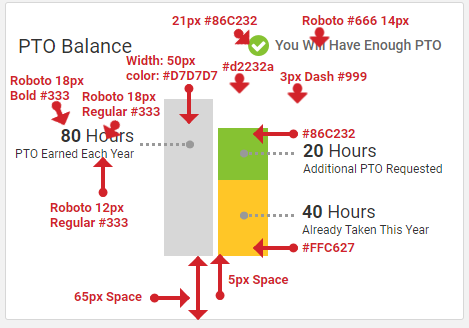 21px #86C232
Roboto #666 14px
PTO Balance
You Will Have Enough PTO
Width: 50px
color: #D7D7D7
#d2232a
Roboto 18px
Bold #333
Roboto 18px
Regular #333
3px Dash #999
80 Hours
PTO Earned Each Year
#86C232
20 Hours
Additional PTO Requested
Roboto 12px
Regular #333
40 Hours
Already Taken This Year
#FFC627
5px Space
65px Space